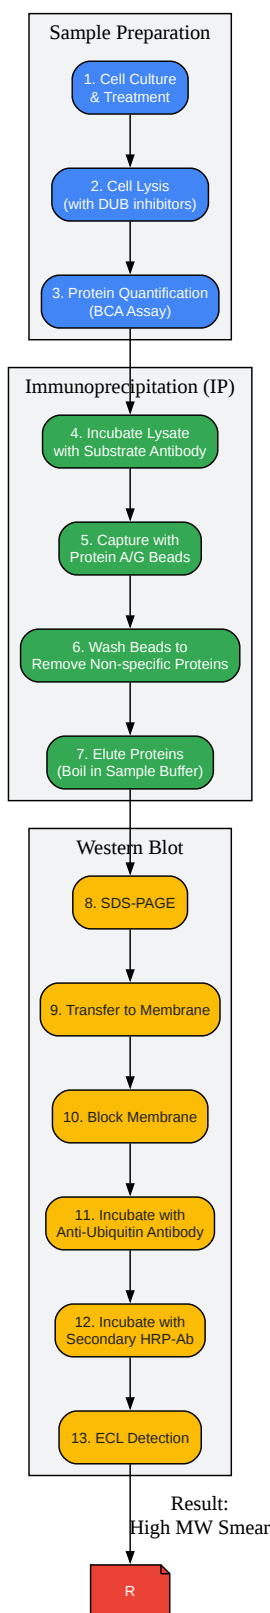 Sample Preparation
1. Cell Culture
& Treatment
2. Cell Lysis
(with DUB inhibitors)
3. Protein Quantification
(BCA Assay)
Immunoprecipitation (IP)
4. Incubate Lysate
with Substrate Antibody
5. Capture with
Protein A/G Beads
6. Wash Beads to
Remove Non-specific Proteins
7. Elute Proteins
(Boil in Sample Buffer)
Western Blot
8. SDS-PAGE
9. Transfer to Membrane
10. Block Membrane
11. Incubate with
Anti-Ubiquitin Antibody
12. Incubate with
Secondary HRP-Ab
13. ECL Detection
Result:
High MW Smear
R